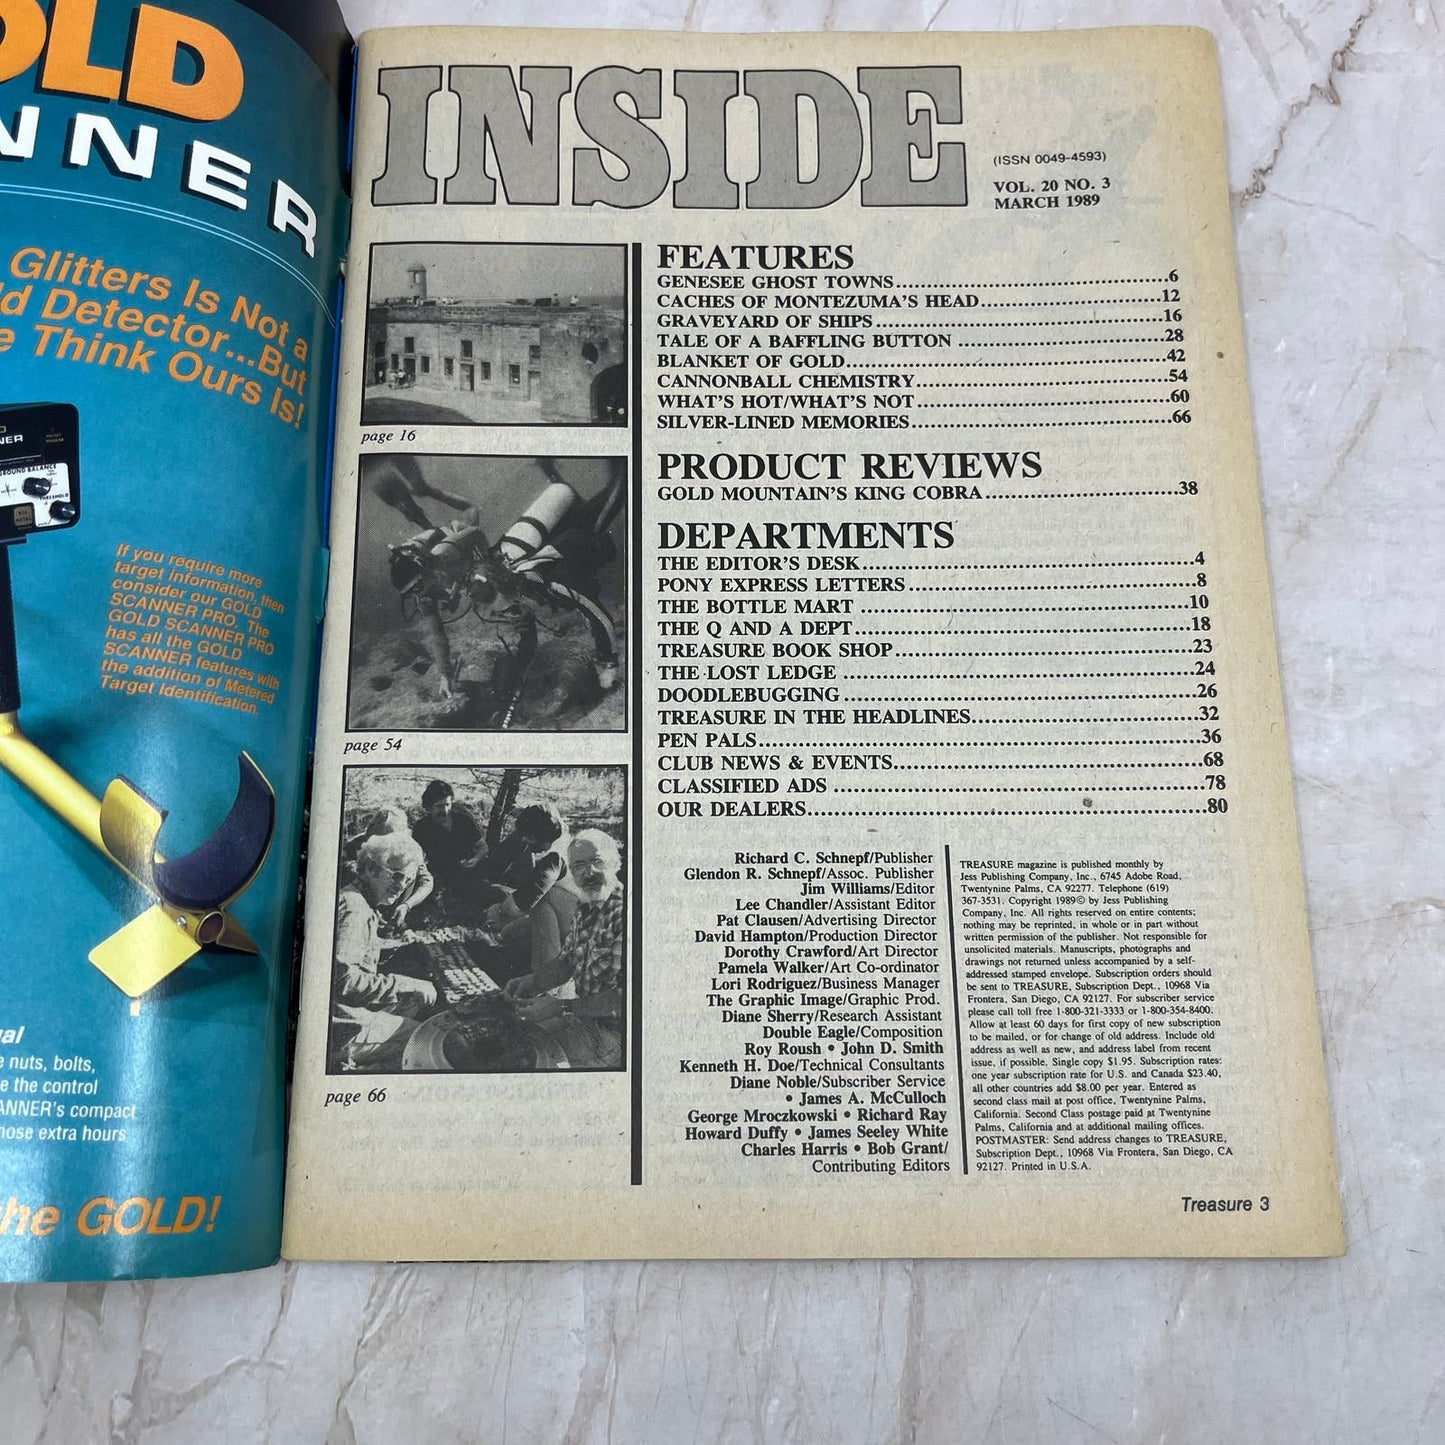 OLD
NNER
Glitters Is Not a
Detector...But
Think Ours Is!
NNER
GROUND BALANCE
THRESHOLD
If you require more
target information, then
consider our GOLD
SCANNER PRO. The
GOLD SCANNER PRO
has all the GOLD
SCANNER features with
the addition of Metered
Target Identification.
nuts, bolts,
the control
ANNER's compact
hose extra hours
the GOLD!
INSIDE
(ISSN 0049-4593)
VOL. 20 NO. 3
MARCH 1989
page 16
page 54
page 66
FEATURES
GENESEE GHOST TOWNS...6
CACHES OF MONTEZUMA'S HEAD...12
GRAVEYARD OF SHIPS...16
TALE OF A BAFFLING BUTTON...28
BLANKET OF GOLD...42
CANNONBALL CHEMISTRY...54
WHAT'S HOT/WHAT'S NOT...60
SILVER-LINED MEMORIES...66
PRODUCT REVIEWS
GOLD MOUNTAIN'S KING COBRA...38
DEPARTMENTS
THE EDITOR'S DESK...4
PONY EXPRESS LETTERS...8
THE BOTTLE MART...10
THE Q AND A DEPT...18
TREASURE BOOK SHOP...23
THE LOST LEDGE...24
DOODLEBUGGING...26
TREASURE IN THE HEADLINES...32
PEN PALS...36
CLUB NEWS & EVENTS...68
CLASSIFIED ADS...78
OUR DEALERS...80
Richard C. Schnepf/Publisher
Glendon R. Schnepf/Assoc. Publisher
Jim Williams/Editor
Lee Chandler/Assistant Editor
Pat Clausen/Advertising Director
David Hampton/Production Director
Dorothy Crawford/Art Director
Pamela Walker/Art Co-ordinator
Lori Rodriguez/Business Manager
The Graphic Image/Graphic Prod.
Diane Sherry/Research Assistant
Double Eagle/Composition
Roy Roush • John D. Smith
Kenneth H. Doe/Technical Consultants
Diane Noble/Subscriber Service
• James A. McCulloch
George Mroczkowski • Richard Ray
Howard Duffy • James Seeley White
Charles Harris • Bob Grant/
Contributing Editors
TREASURE magazine is published monthly by
Jess Publishing Company, Inc., 6745 Adobe Road,
Twentynine Palms, CA 92277. Telephone (619)
367-3531. Copyright 1989© by Jess Publishing
Company, Inc. All rights reserved on entire contents;
nothing may be reprinted, in whole or in part without
written permission of the publisher. Not responsible for
unsolicited materials. Manuscripts, photographs and
drawings not returned unless accompanied by a self-
addressed stamped envelope. Subscription orders should
be sent to TREASURE, Subscription Dept., 10968 Via
Frontera, San Diego, CA 92127. For subscriber service
please call toll free 1-800-321-3333 or 1-800-354-8400.
Allow at least 60 days for first copy of new subscription
to be mailed, or for change of old address. Include old
address as well as new, and address label from recent
issue, if possible. Single copy $1.95. Subscription rates:
one year subscription rate for U.S. and Canada $23.40,
all other countries add $8.00 per year. Entered as
second class mail at post office, Twentynine Palms,
California. Second Class postage paid at Twentynine
Palms, California and at additional mailing offices.
POSTMASTER: Send address changes to TREASURE,
Subscription Dept., 10968 Via Frontera, San Diego, CA
92127. Printed in U.S.A.
Treasure 3